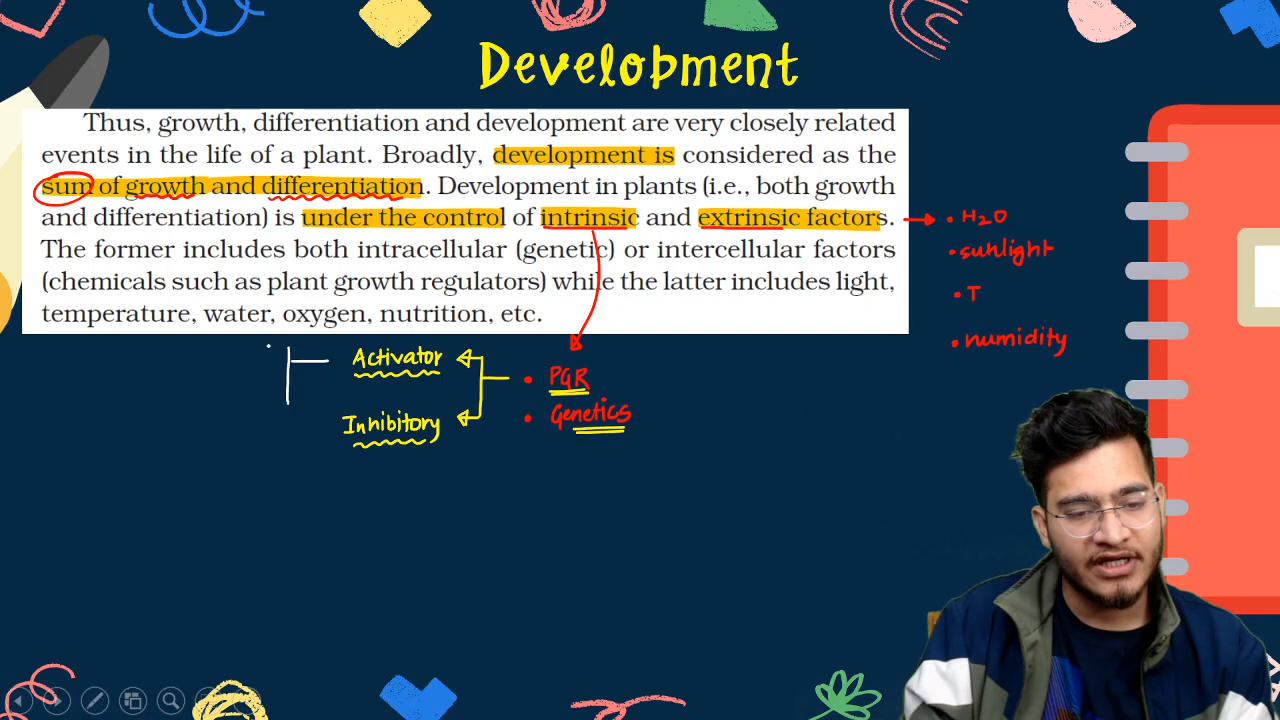 Development
Thus, growth, differentiation and development are very closely related
events in the life of a plant. Broadly, development is considered as the
sum of growth and differentiation. Development in plants (i.e., both growth
and differentiation) is under the control of intrinsic and extrinsic factors.
The former includes both intracellular (genetic) or intercellular factors
(chemicals such as plant growth regulators) while the latter includes light,
temperature, water, oxygen, nutrition, etc.
• H2O
• sunlight
• T
• numidity
Activator
Inhibitory
• PGR
• Genetics